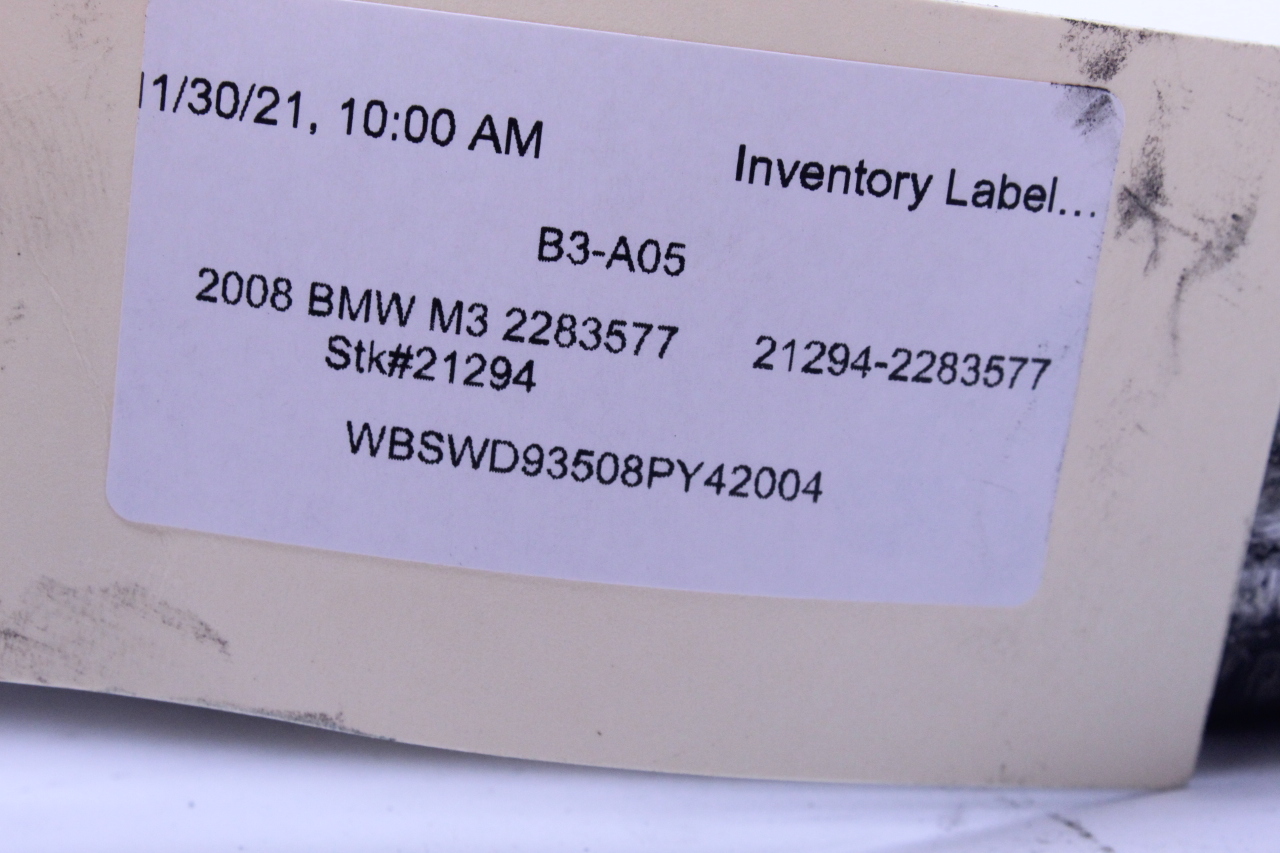 11/30/21, 10:00 AM
Inventory Label...
B3-A05
2008 BMW M3 2283577
Stk#21294
21294-2283577
WBSWD93508PY42004